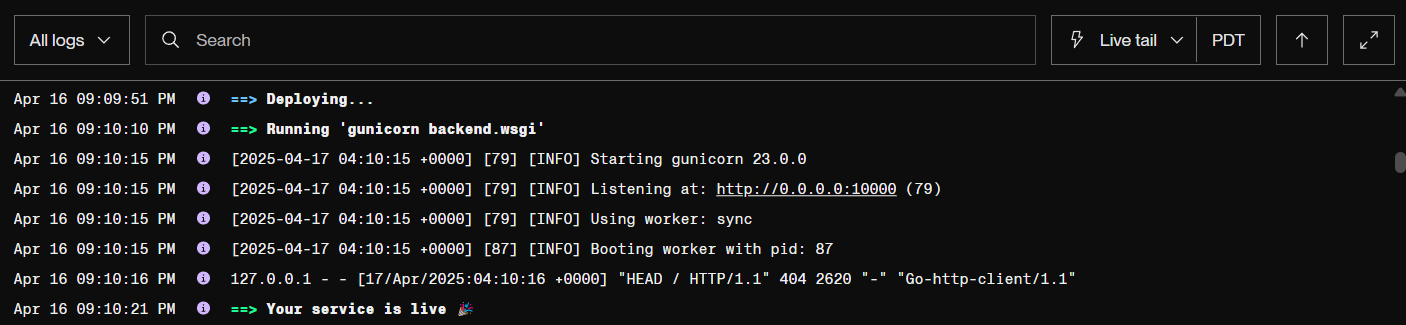 All logs Search Live tail PDT
Apr 16 09:09:51 PM ==> Deploying...
Apr 16 09:10:10 PM ==> Running 'gunicorn backend.wsgi'
Apr 16 09:10:15 PM [2025-04-17 04:10:15 +0000] [79] [INFO] Starting gunicorn 23.0.0
Apr 16 09:10:15 PM [2025-04-17 04:10:15 +0000] [79] [INFO] Listening at: http://0.0.0.0:10000 (79)
Apr 16 09:10:15 PM [2025-04-17 04:10:15 +0000] [79] [INFO] Using worker: sync
Apr 16 09:10:15 PM [2025-04-17 04:10:15 +0000] [87] [INFO] Booting worker with pid: 87
Apr 16 09:10:16 PM 127.0.0.1 - - [17/Apr/2025:04:10:16 +0000] "HEAD / HTTP/1.1" 404 2620 "-" "Go-http-client/1.1"
Apr 16 09:10:21 PM ==> Your service is live 🎉